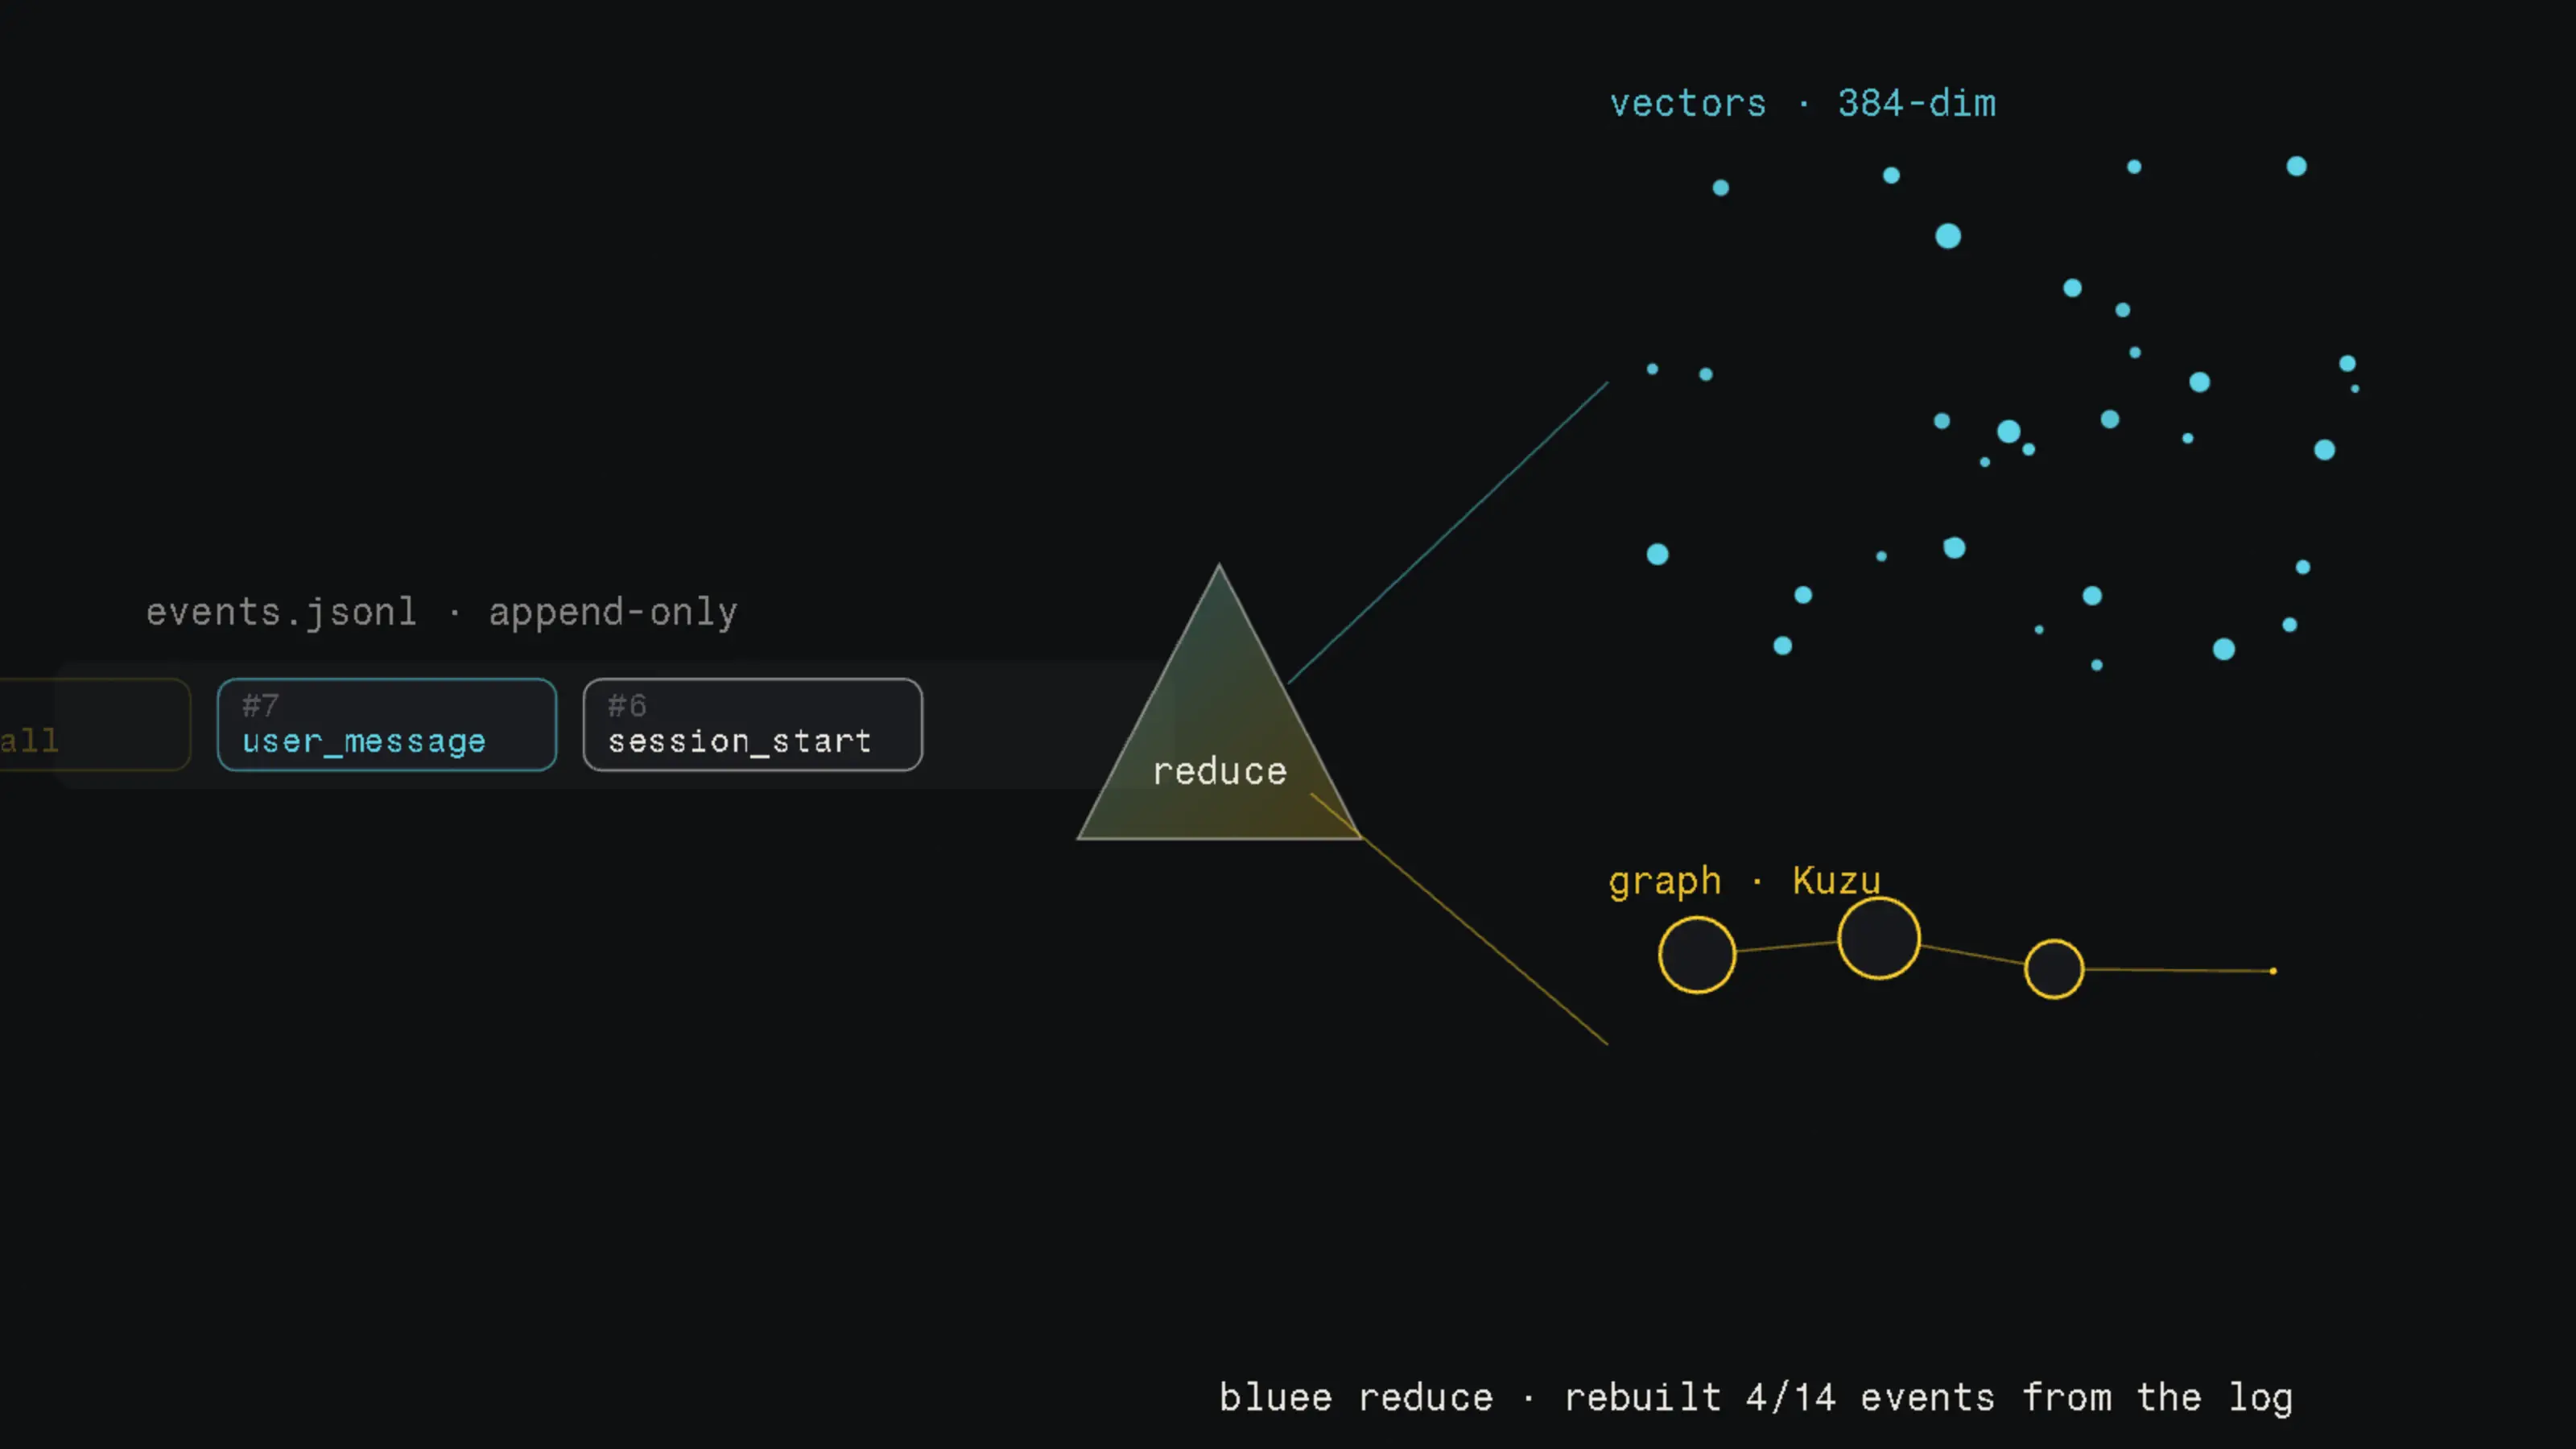 vectors · 384-dim
events.jsonl · append-only
all
#7
user_message
#6
session_start
reduce
graph · Kuzu
bluee reduce · rebuilt 4/14 events from the log